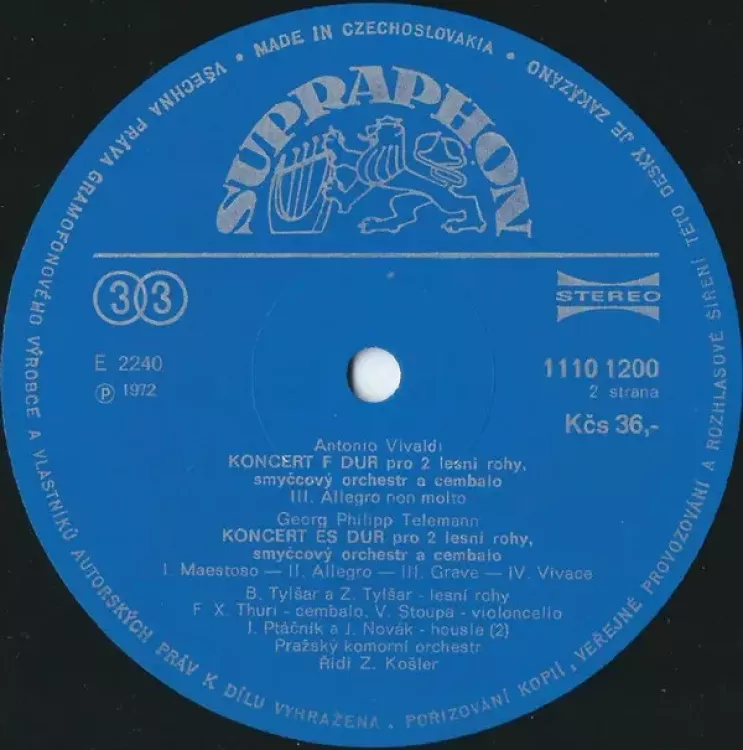 MADE IN CZECHOSLOVAKIA •
SUPRAPHON
33
STEREO
E 2240
1110 1200
Ⓟ 1972
2 strana
Kčs 36,-
Antonio Vivaldi
KONCERT F DUR pro 2 lesní rohy,
smyčcový orchestr a cembalo
III. Allegro non molto
Georg Philipp Telemann
KONCERT ES DUR pro 2 lesní rohy,
smyčcový orchestr a cembalo
I. Maestoso — II. Allegro — III. Grave — IV. Vivace
B. Tylšar a Z. Tylšar - lesní rohy
F. X. Thuri - cembalo, V. Stoupa - violoncello
I. Ptáčník a J. Novák - housle (2)
Pražský komorní orchestr
Řídí Z. Košler
VŠECHNA PRÁVA GRAMOFONOVÉHO VÝROBCE A VLASTNÍKŮ AUTORSKÝCH PRÁV K DÍLU VYHRAŽENA. POŘIZOVÁNÍ KOPIÍ, VEŘEJNÉ PROVOZOVÁNÍ A ROZHLASOVÉ ŠÍŘENÍ TÉTO DESKY JE ZAKÁZÁNO •